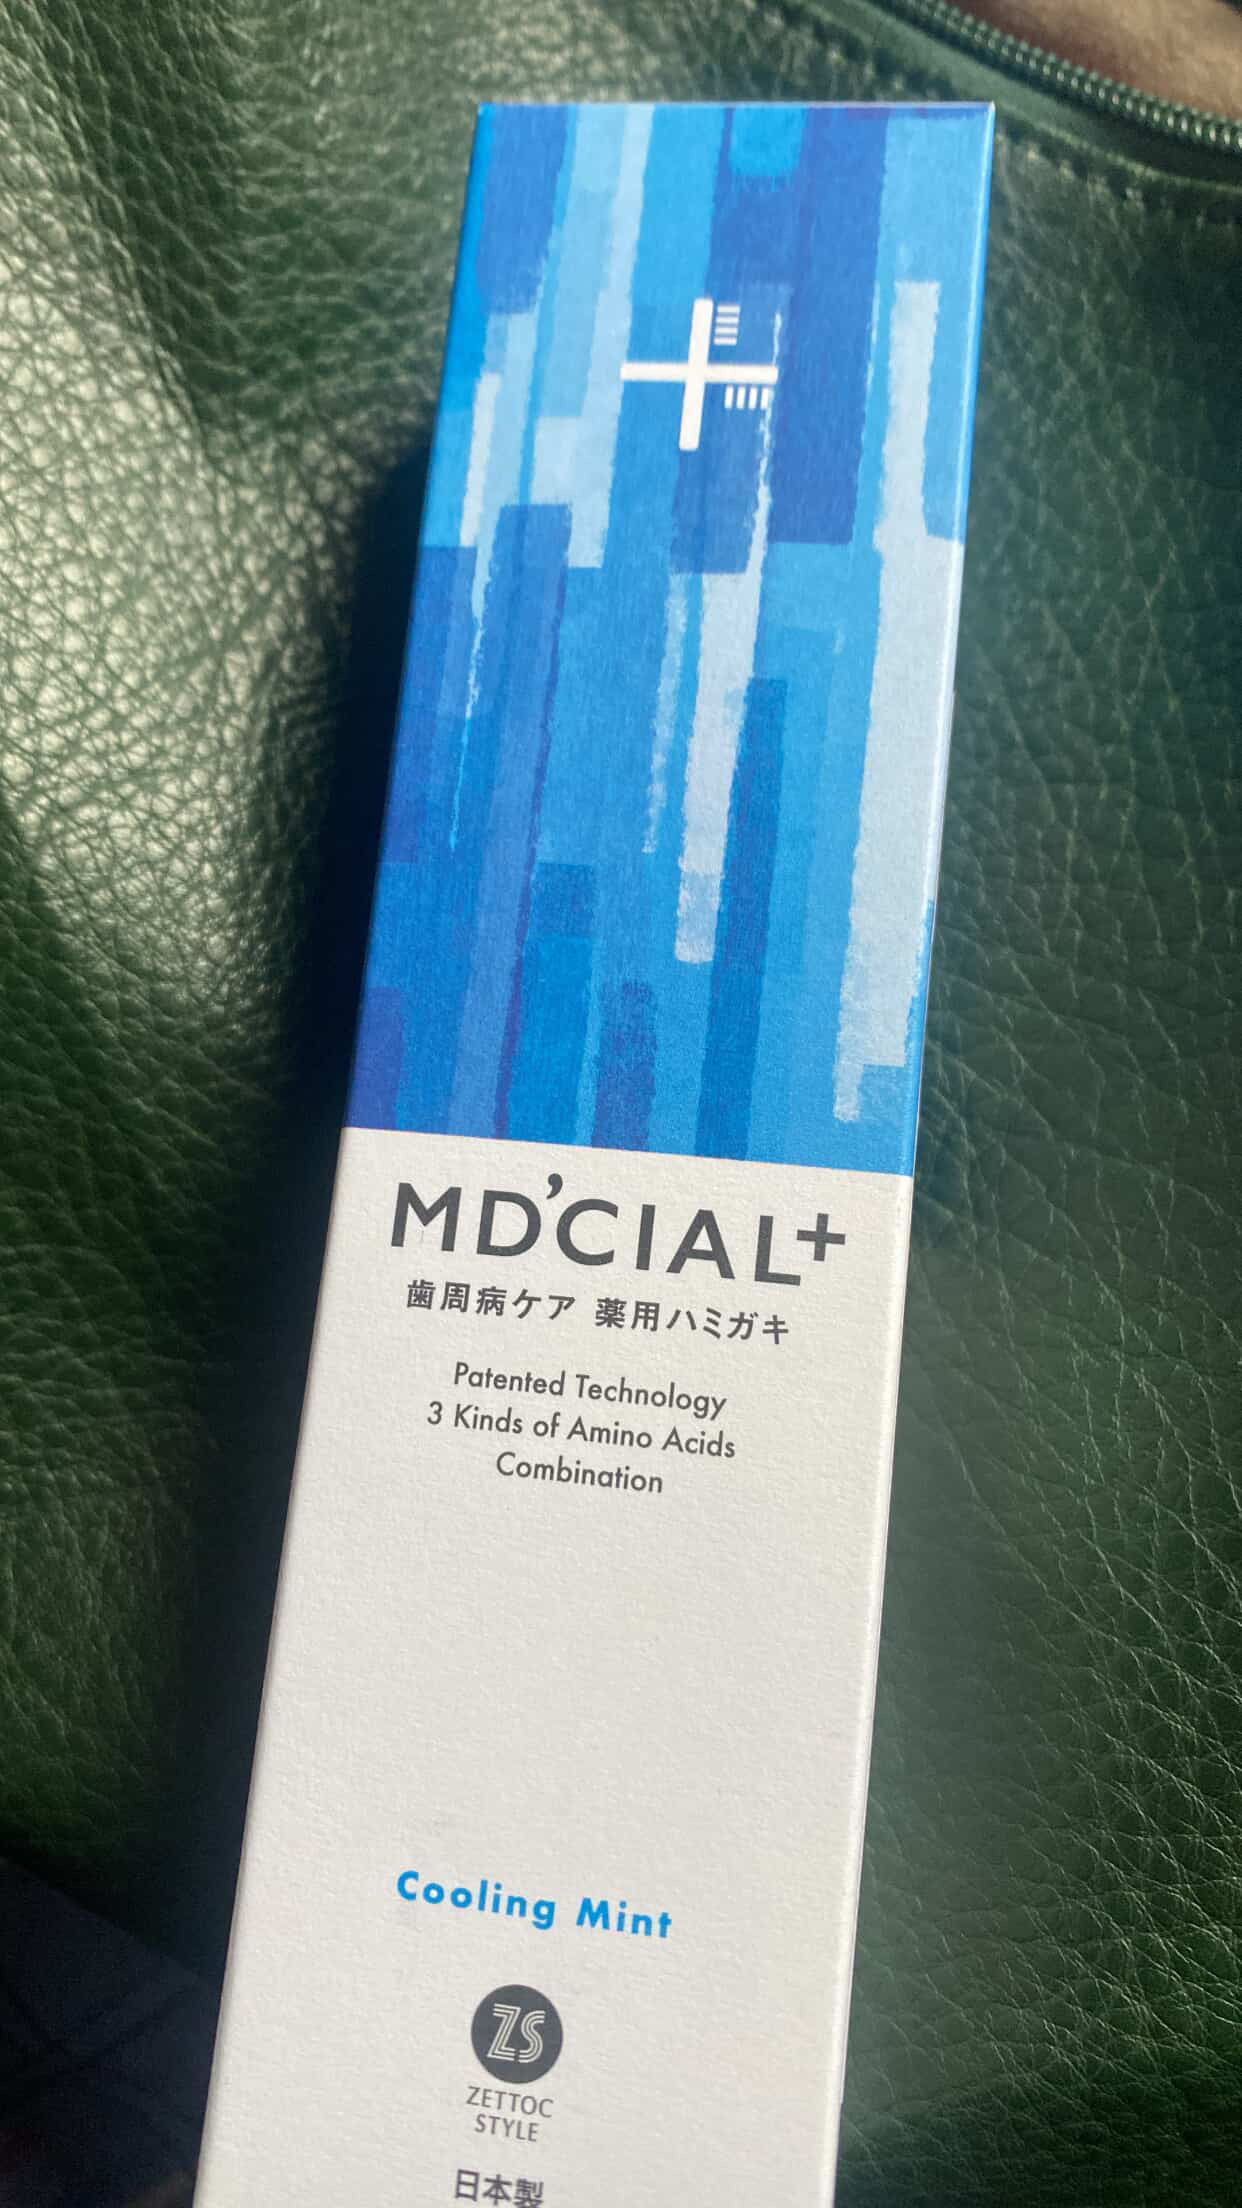 MD'CIAL+
歯周病ケア 薬用ハミガキ
Patented Technology
3 Kinds of Amino Acids
Combination
Cooling Mint
ZS
ZETTOC
STYLE
日本製